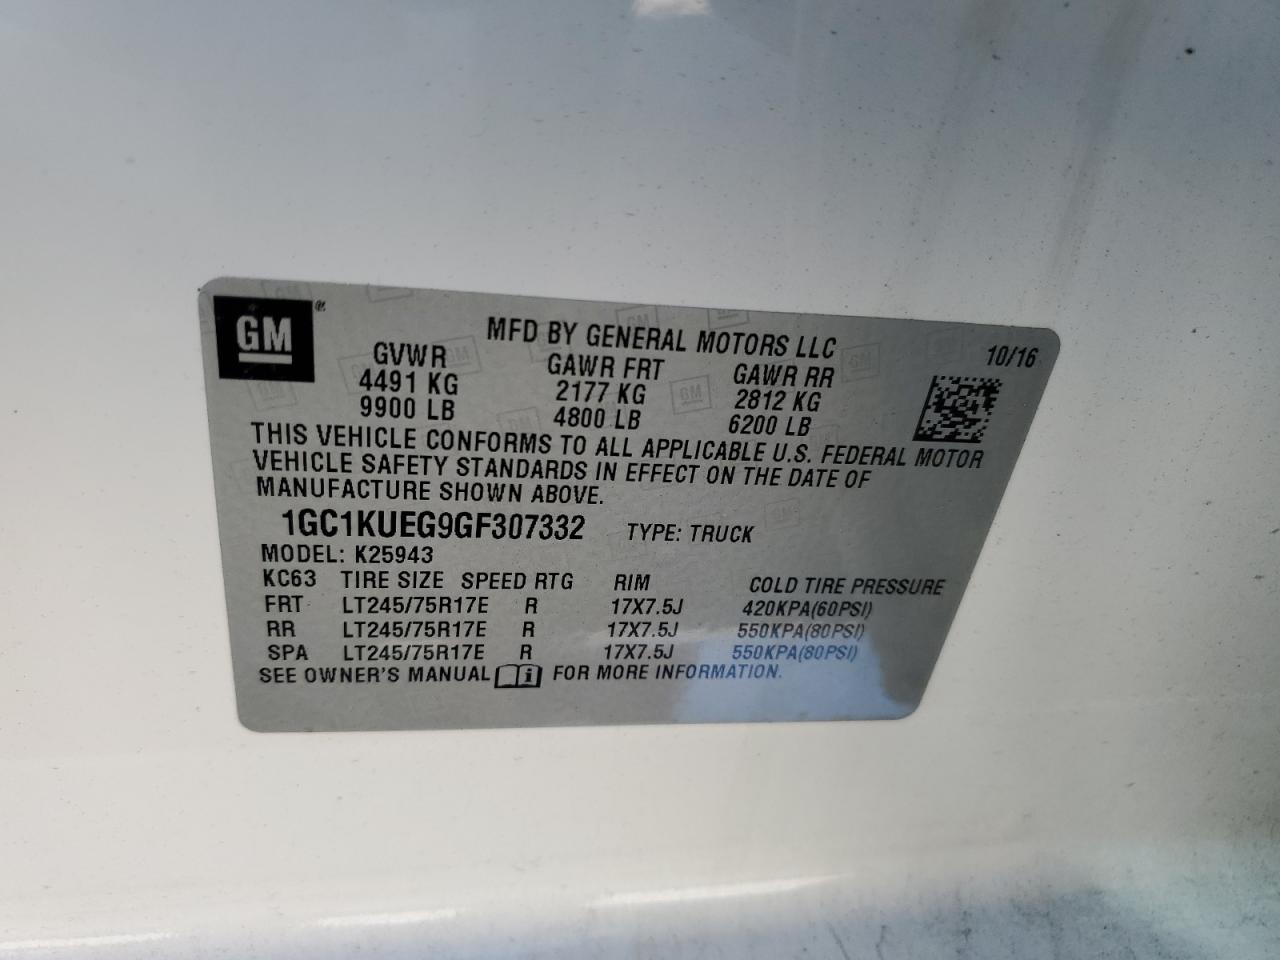 GM®
MFD BY GENERAL MOTORS LLC
10/16
GVWR GAWR FRT GAWR RR
4491 KG 2177 KG 2812 KG
9900 LB 4800 LB 6200 LB
THIS VEHICLE CONFORMS TO ALL APPLICABLE U.S. FEDERAL MOTOR
VEHICLE SAFETY STANDARDS IN EFFECT ON THE DATE OF
MANUFACTURE SHOWN ABOVE.
1GC1KUEG9GF307332 TYPE: TRUCK
MODEL: K25943
KC63 TIRE SIZE SPEED RTG RIM COLD TIRE PRESSURE
FRT LT245/75R17E R 17X7.5J 420KPA(60PSI)
RR LT245/75R17E R 17X7.5J 550KPA(80PSI)
SPA LT245/75R17E R 17X7.5J 550KPA(80PSI)
SEE OWNER'S MANUAL i FOR MORE INFORMATION.